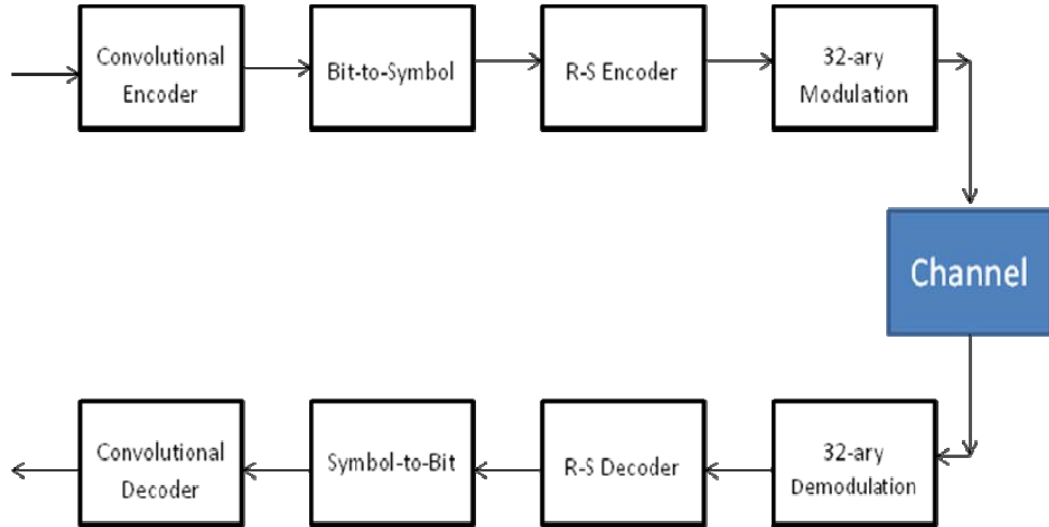 Convolutional
Encoder
Bit-to-Symbol
R-S Encoder
32-ary
Modulation
Channel
Convolutional
Decoder
Symbol-to-Bit
R-S Decoder
32-ary
Demodulation